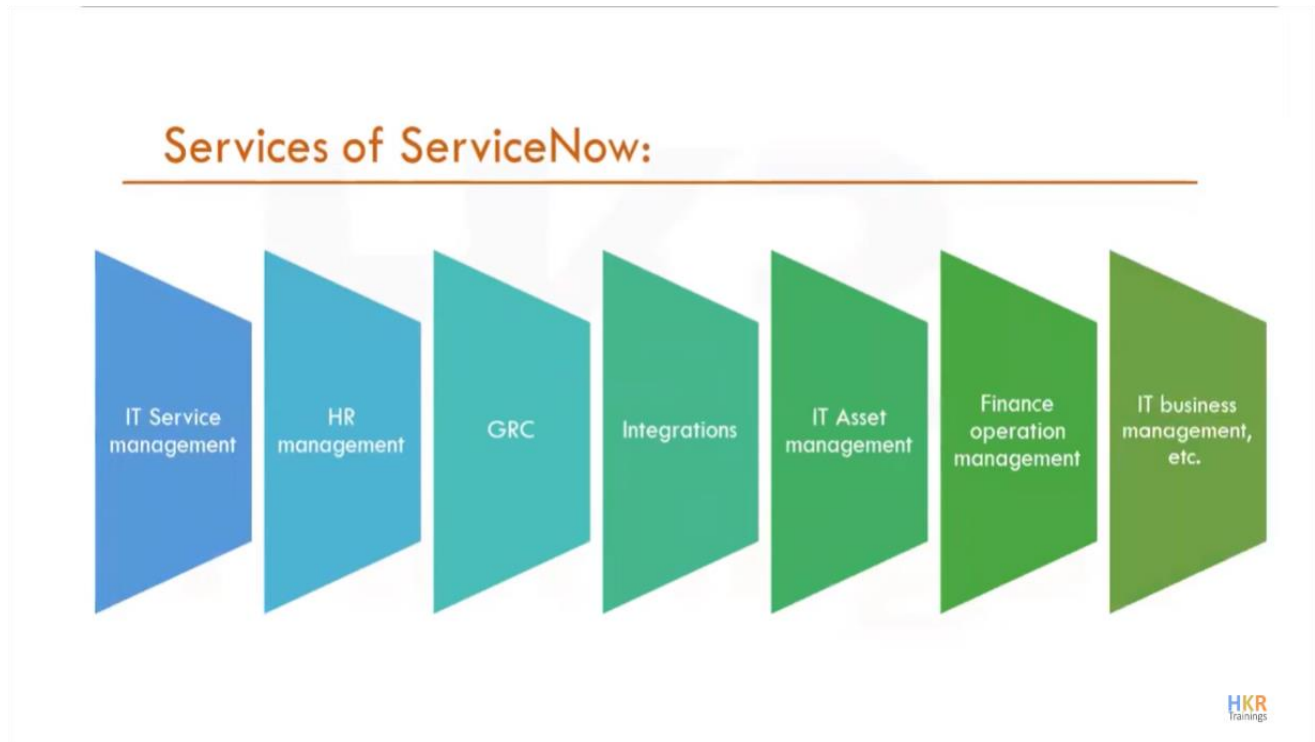 Services of ServiceNow:
IT Service
management
HR
management
GRC
Integrations
IT Asset
management
Finance
operation
management
IT business
management,
etc.
HKR
Trainings